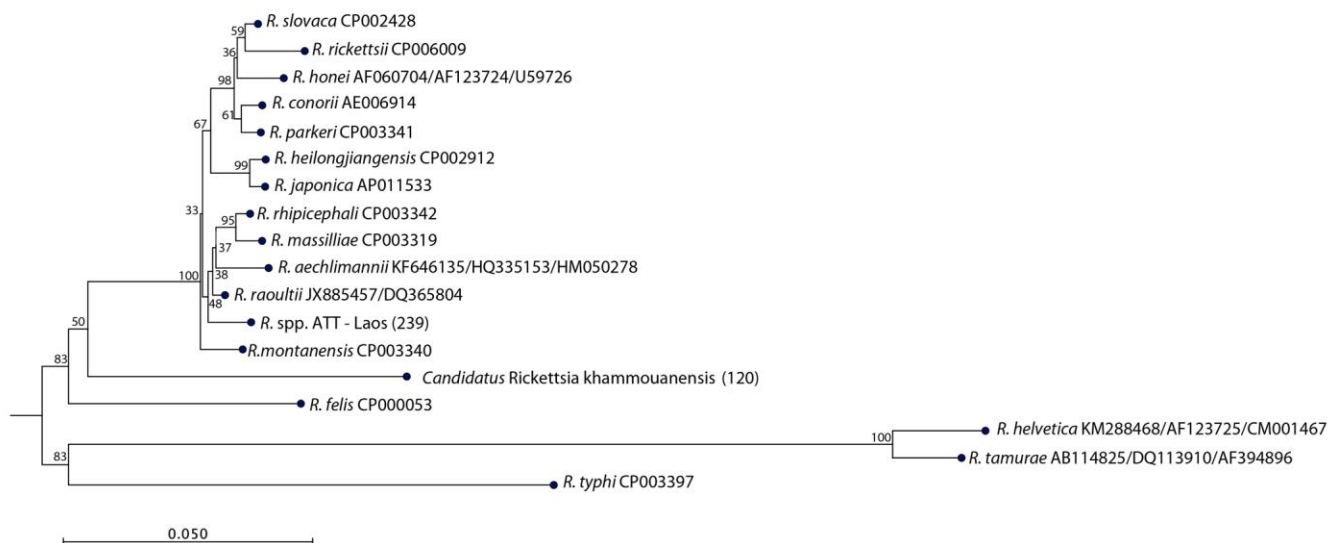 R. slovaca CP002428
59
R. rickettsii CP006009
36
R. honei AF060704/AF123724/U59726
98
R. conorii AE006914
61
67
R. parkeri CP003341
R. heilongjiangensis CP002912
99
R. japonica AP011533
33
R. rhipicephali CP003342
95
R. massilliae CP003319
37
R. aechlimannii KF646135/HQ335153/HM050278
100
38
R. raoultii JX885457/DQ365804
48
R. spp. ATT - Laos (239)
50
R.montanensis CP003340
83
Candidatus Rickettsia khammouanensis (120)
R. felis CP000053
R. helvetica KM288468/AF123725/CM001467
100
R. tamurae AB114825/DQ113910/AF394896
83
R. typhi CP003397
0.050